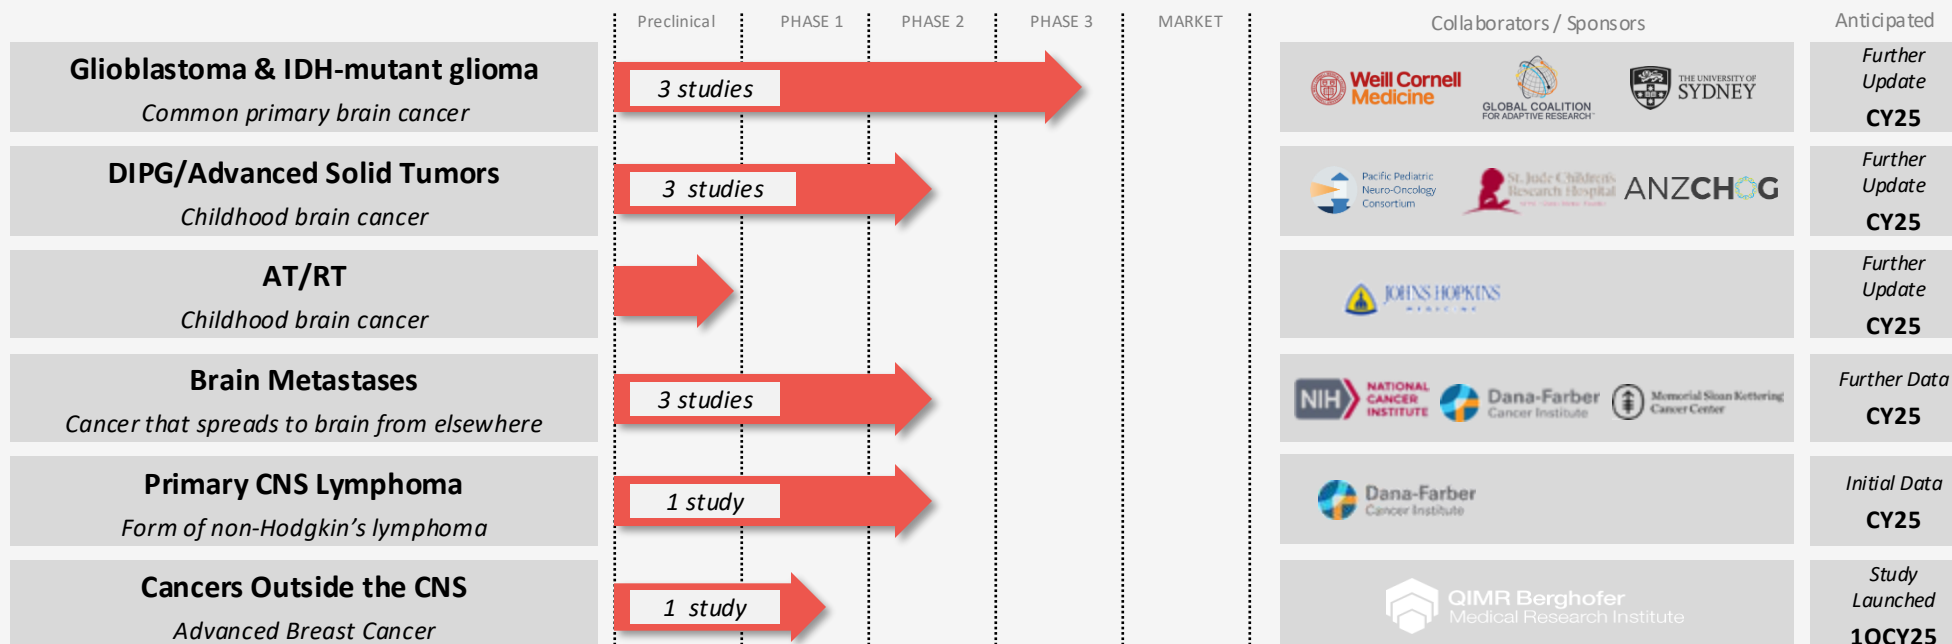 Preclinical PHASE 1 PHASE 2 PHASE 3 MARKET Collaborators / Sponsors Anticipated
Glioblastoma & IDH-mutant glioma
Common primary brain cancer
3 studies
Weill Cornell
Medicine
GLOBAL COALITION
FOR ADAPTIVE RESEARCH
THE UNIVERSITY OF
SYDNEY
Further
Update
CY25
DIPG/Advanced Solid Tumors
Childhood brain cancer
3 studies
Pacific Pediatric
Neuro-Oncology
Consortium
St. Jude Children's
Research Hospital
ANZCHOG
Further
Update
CY25
AT/RT
Childhood brain cancer
JOHNS HOPKINS
MEDICINE
Further
Update
CY25
Brain Metastases
Cancer that spreads to brain from elsewhere
3 studies
NIH
NATIONAL
CANCER
INSTITUTE
Dana-Farber
Cancer Institute
Memorial Sloan Kettering
Cancer Center
Further Data
CY25
Primary CNS Lymphoma
Form of non-Hodgkin’s lymphoma
1 study
Dana-Farber
Cancer Institute
Initial Data
CY25
Cancers Outside the CNS
Advanced Breast Cancer
1 study
QIMR Berghofer
Medical Research Institute
Study
Launched
1QCY25